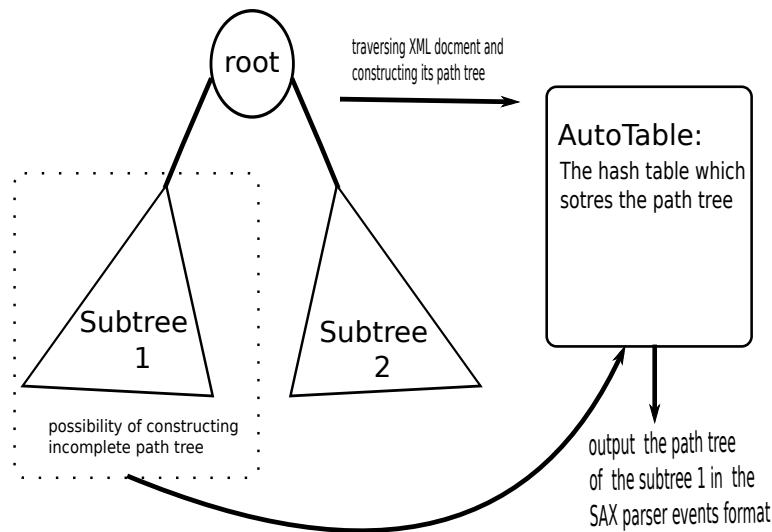 root
traversing XML docment and
constructing its path tree
AutoTable:
The hash table which
sotres the path tree
Subtree
1
Subtree
2
possibility of constructing
incomplete path tree
output the path tree
of the subtree 1 in the
SAX parser events format